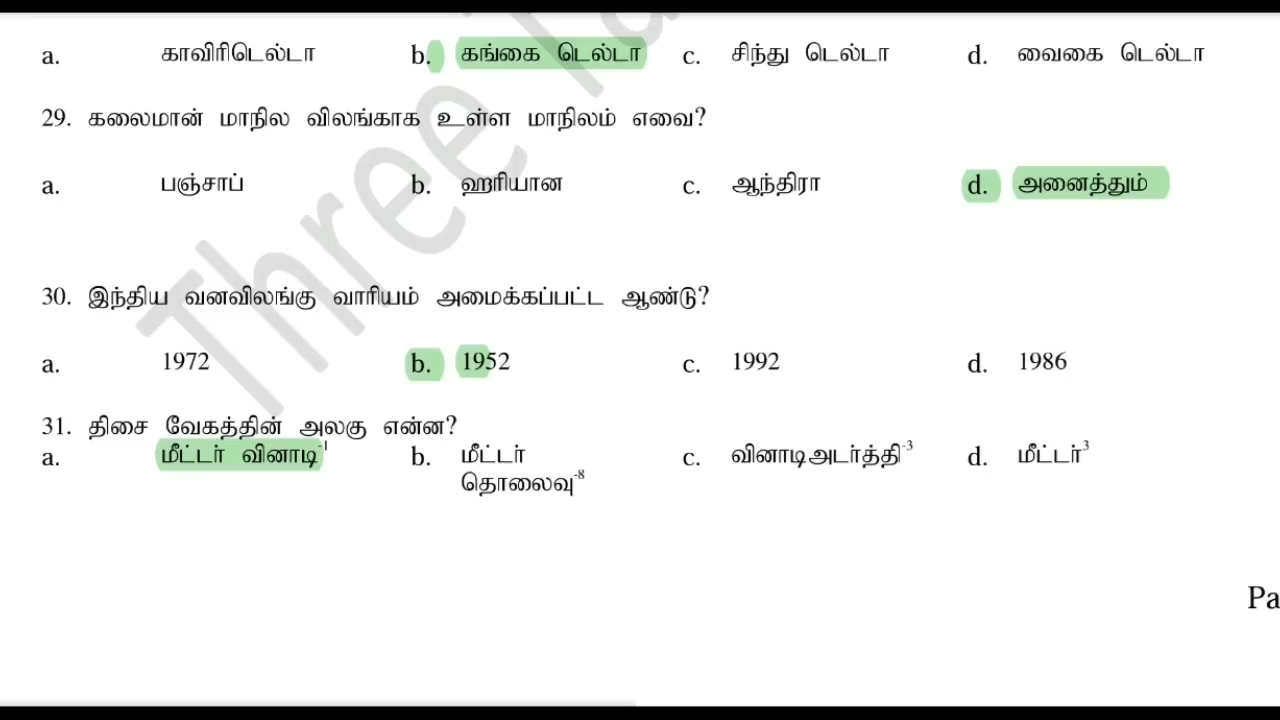 a. காவிரிடெல்டா b. கங்கை டெல்டா c. சிந்து டெல்டா d. வைகை டெல்டா
29. கலைமான் மாநில விலங்காக உள்ள மாநிலம் எவை?
a. பஞ்சாப் b. ஹரியான c. ஆந்திரா d. அனைத்தும்
30. இந்திய வனவிலங்கு வாரியம் அமைக்கப்பட்ட ஆண்டு?
a. 1972 b. 1952 c. 1992 d. 1986
31. திசை வேகத்தின் அலகு என்ன?
a. மீட்டர் வினாடி⁻¹ b. மீட்டர் c. வினாடிஅடர்த்தி⁻³ d. மீட்டர்³
தொலைவு⁻⁸
Pa
Three